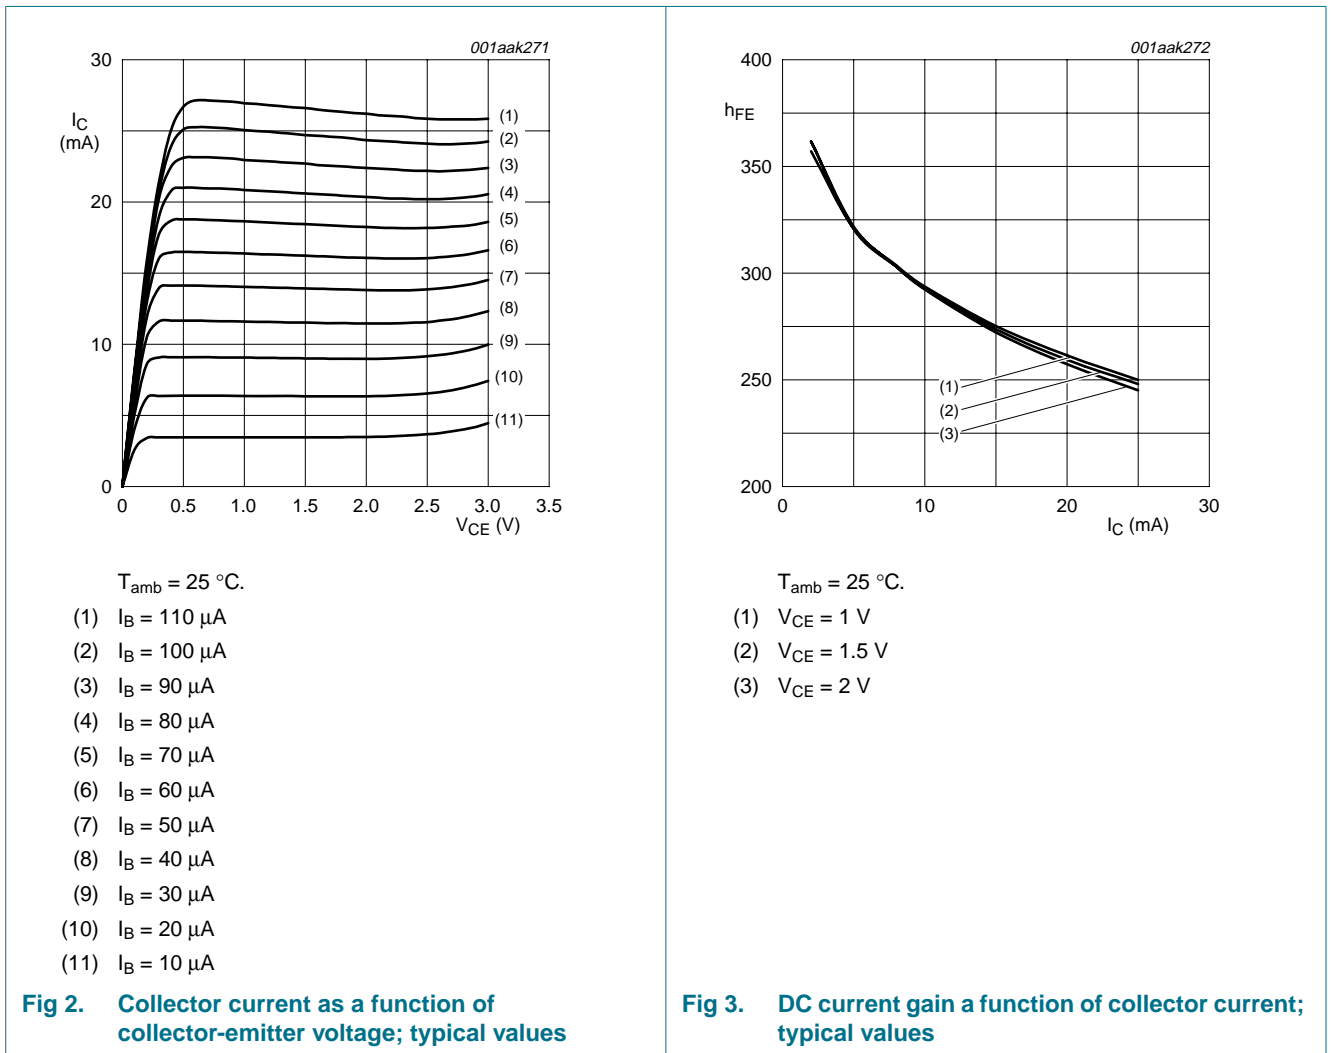 001aak271
30
I_C
(mA)
20
10
0
0 0.5 1.0 1.5 2.0 2.5 3.0 3.5
V_CE (V)
(1)
(2)
(3)
(4)
(5)
(6)
(7)
(8)
(9)
(10)
(11)
T_amb = 25 °C.
(1) I_B = 110 μA
(2) I_B = 100 μA
(3) I_B = 90 μA
(4) I_B = 80 μA
(5) I_B = 70 μA
(6) I_B = 60 μA
(7) I_B = 50 μA
(8) I_B = 40 μA
(9) I_B = 30 μA
(10) I_B = 20 μA
(11) I_B = 10 μA
Fig 2. Collector current as a function of
collector-emitter voltage; typical values
001aak272
400
h_FE
350
300
250
200
0 10 20 30
I_C (mA)
(1)
(2)
(3)
T_amb = 25 °C.
(1) V_CE = 1 V
(2) V_CE = 1.5 V
(3) V_CE = 2 V
Fig 3. DC current gain a function of collector current;
typical values